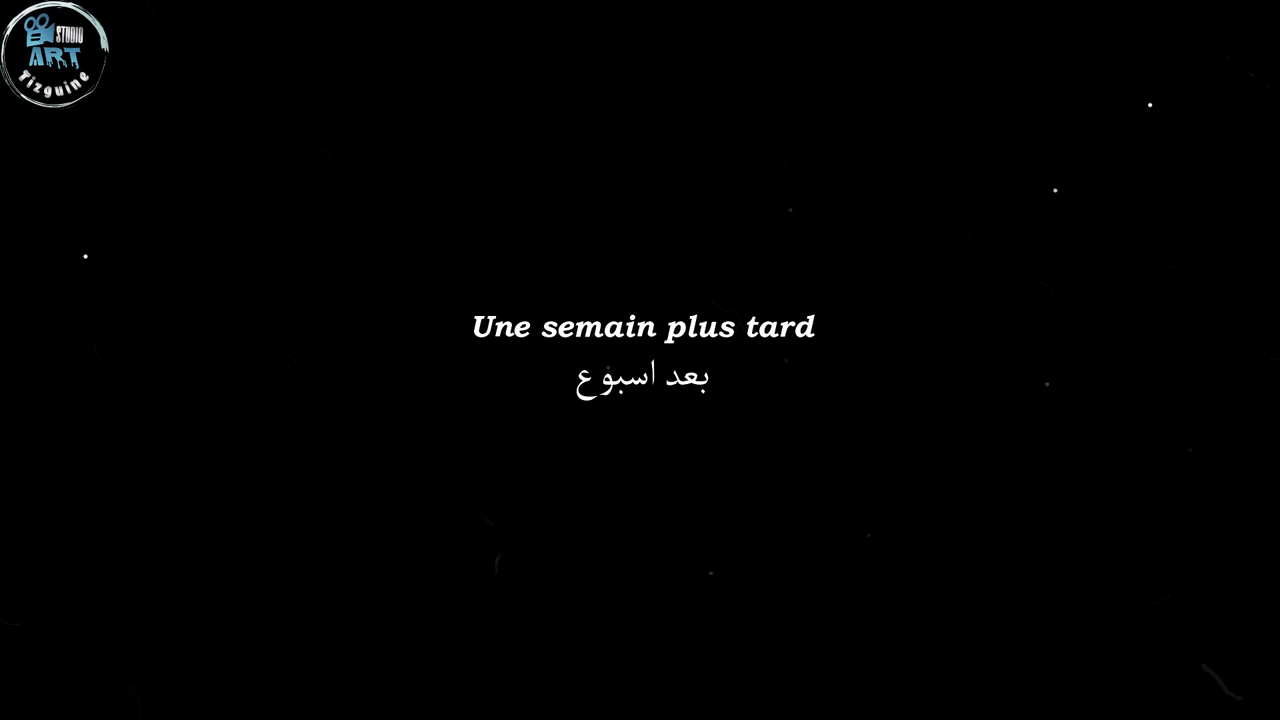 STUDIO
ART
Tizguine
Une semain plus tard
بعد اسبوع